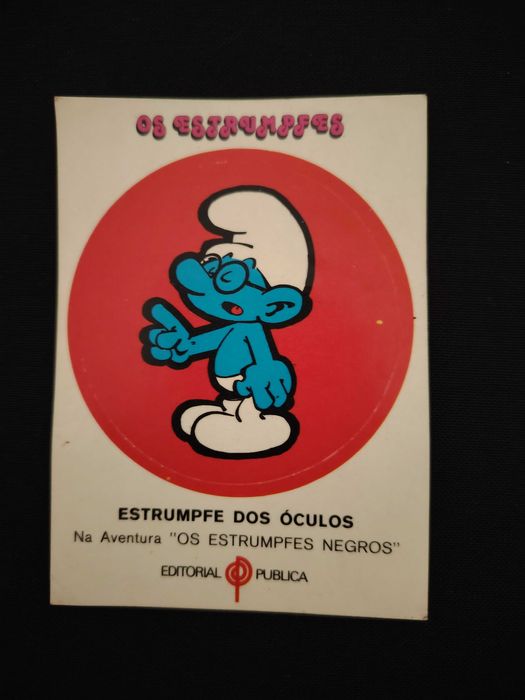 OS ESTRUMPFES
ESTRUMPFE DOS ÓCULOS
Na Aventura "OS ESTRUMPFES NEGROS"
EDITORIAL PUBLICA